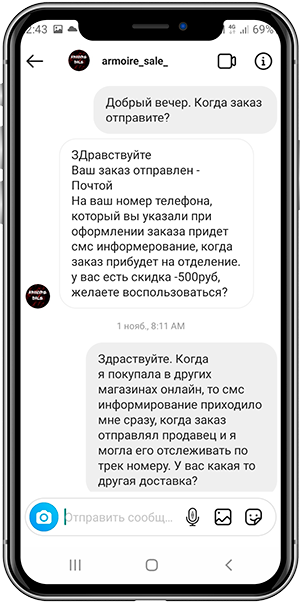 2:43
69%
armoire_sale_
Добрый вечер. Когда заказ
отправите?
ЗДравствуйте
Ваш заказ отправлен -
Почтой
На ваш номер телефона,
который вы указали при
оформлении заказа придет
смс информерование, когда
заказ прибудет на отделение.
у вас есть скидка -500руб,
желаете воспользоваться?
1 нояб., 8:11 AM
Здраствуйте. Когда
я покупала в других
магазинах онлайн, то смс
информирование приходило
мне сразу, когда заказ
отправлял продавец и я
могла его отслеживать по
трек номеру. У вас какая то
другая доставка?
Отправить сообщ...